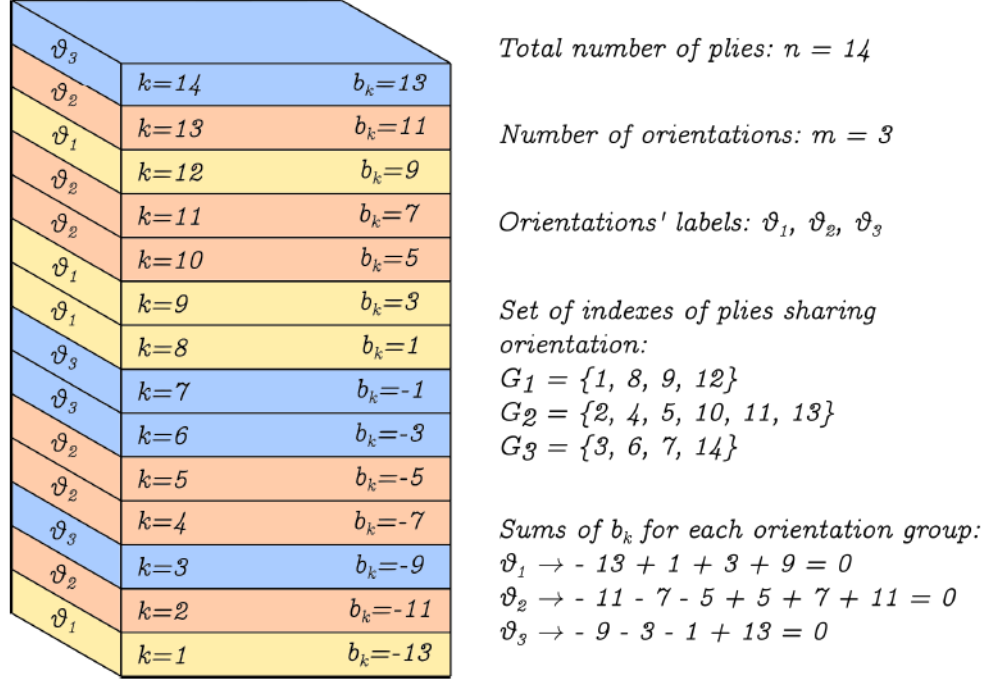 ϑ₃ k=14 bₖ=13
ϑ₂ k=13 bₖ=11
ϑ₁ k=12 bₖ=9
ϑ₂ k=11 bₖ=7
ϑ₂ k=10 bₖ=5
ϑ₁ k=9 bₖ=3
ϑ₁ k=8 bₖ=1
ϑ₃ k=7 bₖ=-1
ϑ₃ k=6 bₖ=-3
ϑ₂ k=5 bₖ=-5
ϑ₂ k=4 bₖ=-7
ϑ₃ k=3 bₖ=-9
ϑ₂ k=2 bₖ=-11
ϑ₁ k=1 bₖ=-13
Total number of plies: n = 14
Number of orientations: m = 3
Orientations' labels: ϑ₁, ϑ₂, ϑ₃
Set of indexes of plies sharing
orientation:
G₁ = {1, 8, 9, 12}
G₂ = {2, 4, 5, 10, 11, 13}
G₃ = {3, 6, 7, 14}
Sums of bₖ for each orientation group:
ϑ₁ → - 13 + 1 + 3 + 9 = 0
ϑ₂ → - 11 - 7 - 5 + 5 + 7 + 11 = 0
ϑ₃ → - 9 - 3 - 1 + 13 = 0